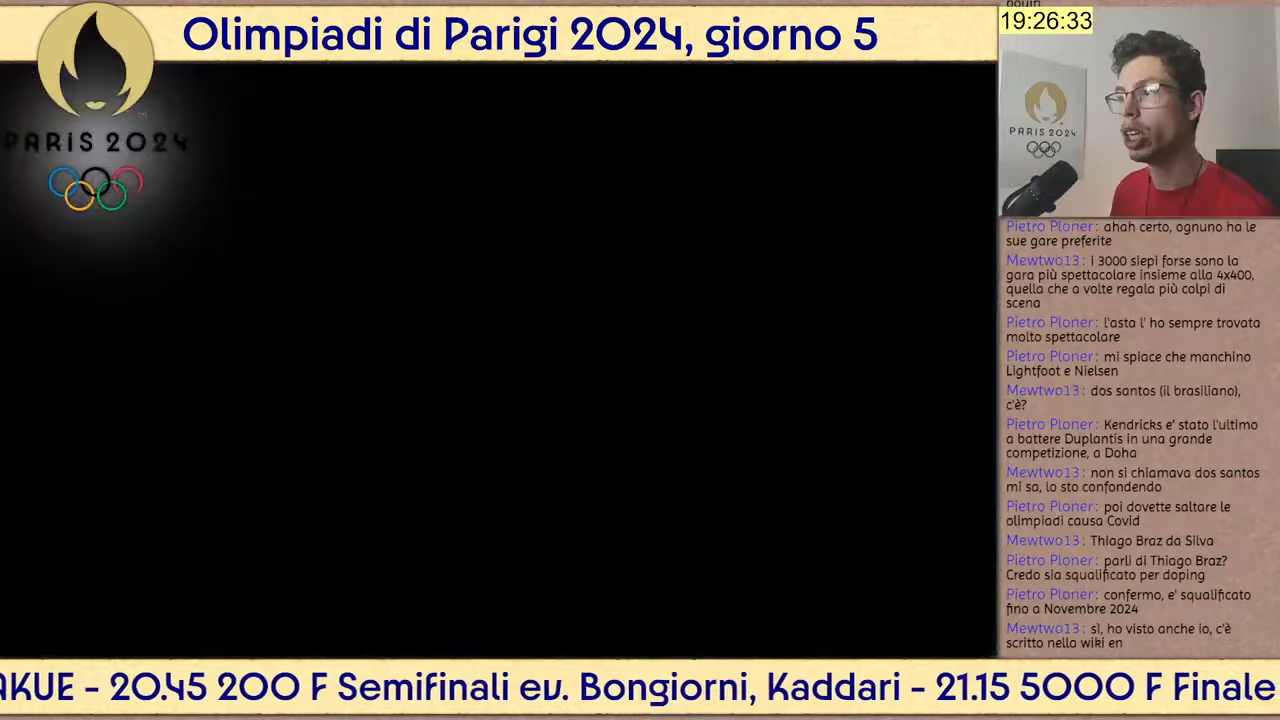 Olimpiadi di Parigi 2024, giorno 5
PARIS 2024
19:26:33
PARIS 2024
Pietro Ploner: ahah certo, ognuno ha le
sue gare preferite
Mewtwo13: i 3000 siepi forse sono la
gara più spettacolare insieme alla 4x400,
quella che a volte regala più colpi di
scena
Pietro Ploner: l'asta l' ho sempre trovata
molto spettacolare
Pietro Ploner: mi spiace che manchino
Lightfoot e Nielsen
Mewtwo13: dos santos (il brasiliano),
c'è?
Pietro Ploner: Kendricks e' stato l'ultimo
a battere Duplantis in una grande
competizione, a Doha
Mewtwo13: non si chiamava dos santos
mi sa, lo sto confondendo
Pietro Ploner: poi dovette saltare le
olimpiadi causa Covid
Mewtwo13: Thiago Braz da Silva
Pietro Ploner: parli di Thiago Braz?
Credo sia squalificato per doping
Pietro Ploner: confermo, e' squalificato
fino a Novembre 2024
Mewtwo13: sì, ho visto anche io, c'è
scritto nella wiki en
AKUE - 20.45 200 F Semifinali ev. Bongiorni, Kaddari - 21.15 5000 F Finale